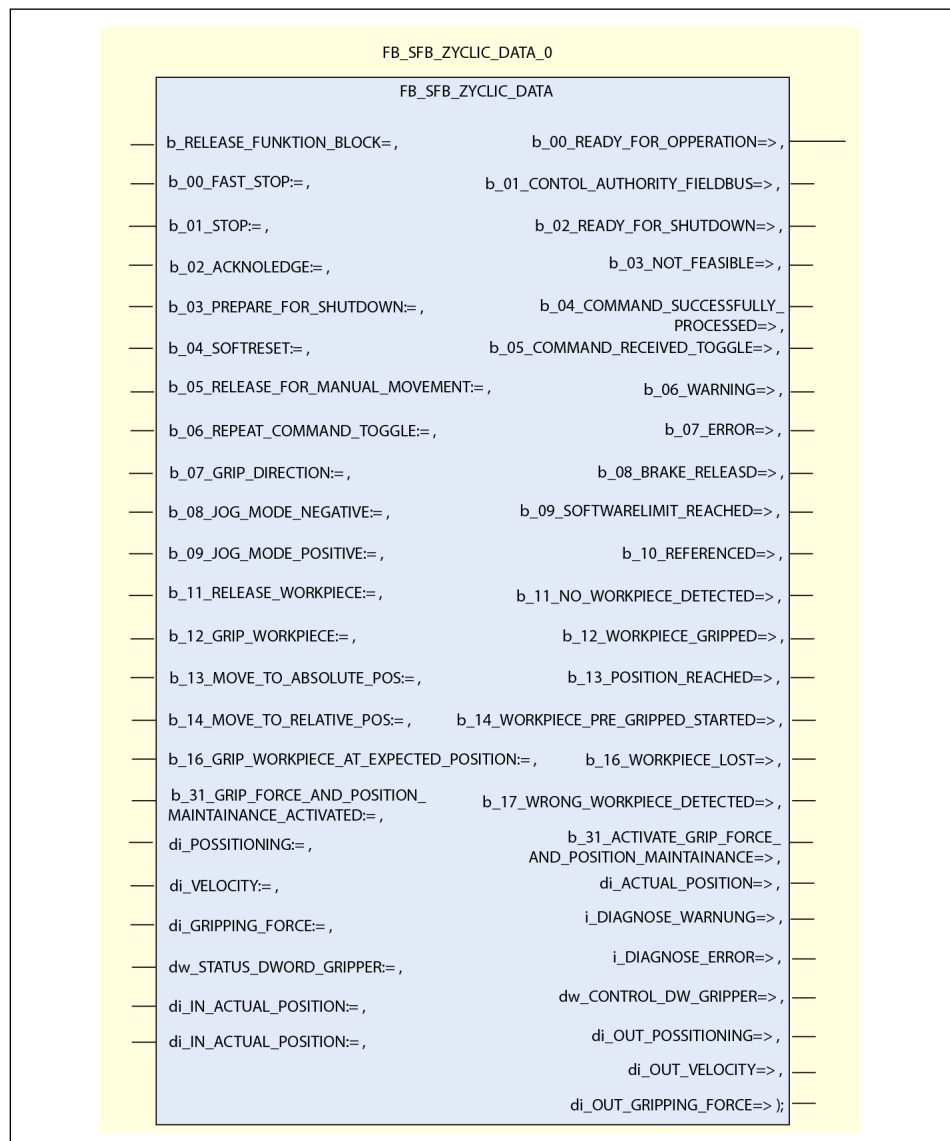 FB_SFB_ZYCLIC_DATA_0
FB_SFB_ZYCLIC_DATA
b_RELEASE_FUNKTION_BLOCK= ,
b_00_FAST_STOP:= ,
b_01_STOP:= ,
b_02_ACKNOLEDGE:= ,
b_03_PREPARE_FOR_SHUTDOWN:= ,
b_04_SOFTRESET:= ,
b_05_RELEASE_FOR_MANUAL_MOVEMENT:= ,
b_06_REPEAT_COMMAND_TOGGLE:= ,
b_07_GRIP_DIRECTION:= ,
b_08_JOG_MODE_NEGATIVE:= ,
b_09_JOG_MODE_POSITIVE:= ,
b_11_RELEASE_WORKPIECE:= ,
b_12_GRIP_WORKPIECE:= ,
b_13_MOVE_TO_ABSOLUTE_POS:= ,
b_14_MOVE_TO_RELATIVE_POS:= ,
b_16_GRIP_WORKPIECE_AT_EXPECTED_POSITION:= ,
b_31_GRIP_FORCE_AND_POSITION_
MAINTAINANCE_ACTIVATED:= ,
di_POSSITIONING:= ,
di_VELOCITY:= ,
di_GRIPPING_FORCE:= ,
dw_STATUS_DWORD_GRIPPER:= ,
di_IN_ACTUAL_POSITION:= ,
di_IN_ACTUAL_POSITION:= ,
b_00_READY_FOR_OPPERATION=> ,
b_01_CONTOL_AUTHORITY_FIELDBUS=> ,
b_02_READY_FOR_SHUTDOWN=> ,
b_03_NOT_FEASIBLE=> ,
b_04_COMMAND_SUCCESSFULLY_
PROCESSED=> ,
b_05_COMMAND_RECEIVED_TOGGLE=> ,
b_06_WARNING=> ,
b_07_ERROR=> ,
b_08_BRAKE_RELEASD=> ,
b_09_SOFTWARELIMIT_REACHED=> ,
b_10_REFERENCED=> ,
b_11_NO_WORKPIECE_DETECTED=> ,
b_12_WORKPIECE_GRIPPED=> ,
b_13_POSITION_REACHED=> ,
b_14_WORKPIECE_PRE_GRIPPED_STARTED=> ,
b_16_WORKPIECE_LOST=> ,
b_17_WRONG_WORKPIECE_DETECTED=> ,
b_31_ACTIVATE_GRIP_FORCE_
AND_POSITION_MAINTAINANCE=> ,
di_ACTUAL_POSITION=> ,
i_DIAGNOSE_WARNUNG=> ,
i_DIAGNOSE_ERROR=> ,
dw_CONTROL_DW_GRIPPER=> ,
di_OUT_POSSITIONING=> ,
di_OUT_VELOCITY=> ,
di_OUT_GRIPPING_FORCE=> );